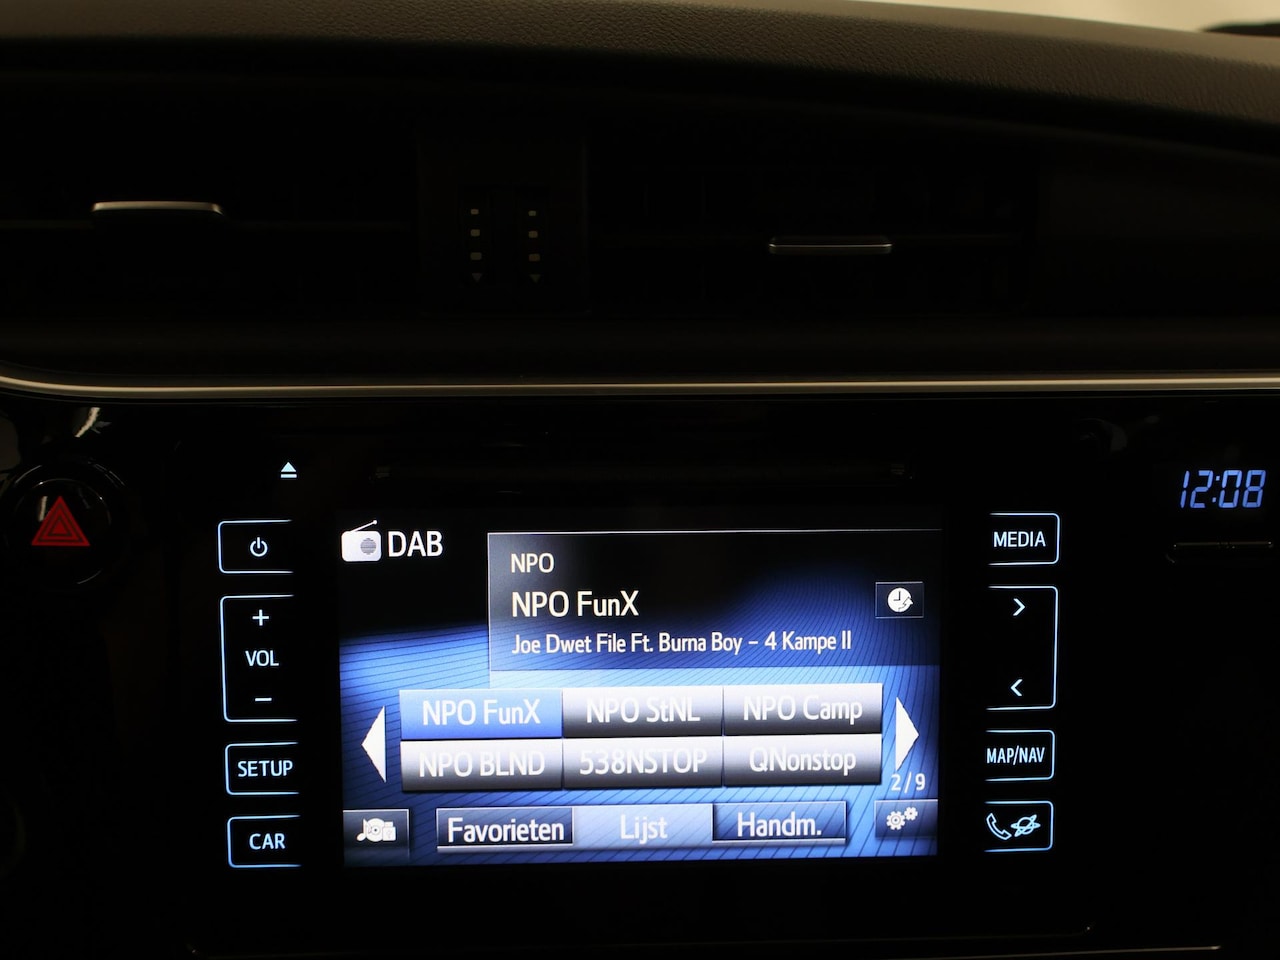 12:08
DAB
NPO
NPO FunX
Joe Dwet File Ft. Burna Boy – 4 Kampe II
NPO FunX NPO StNL NPO Camp
NPO BLND 538NSTOP QNonstop
2/9
Favorieten Lijst Handm.
+
VOL
–
SETUP
CAR
MEDIA
>
<
MAP/NAV